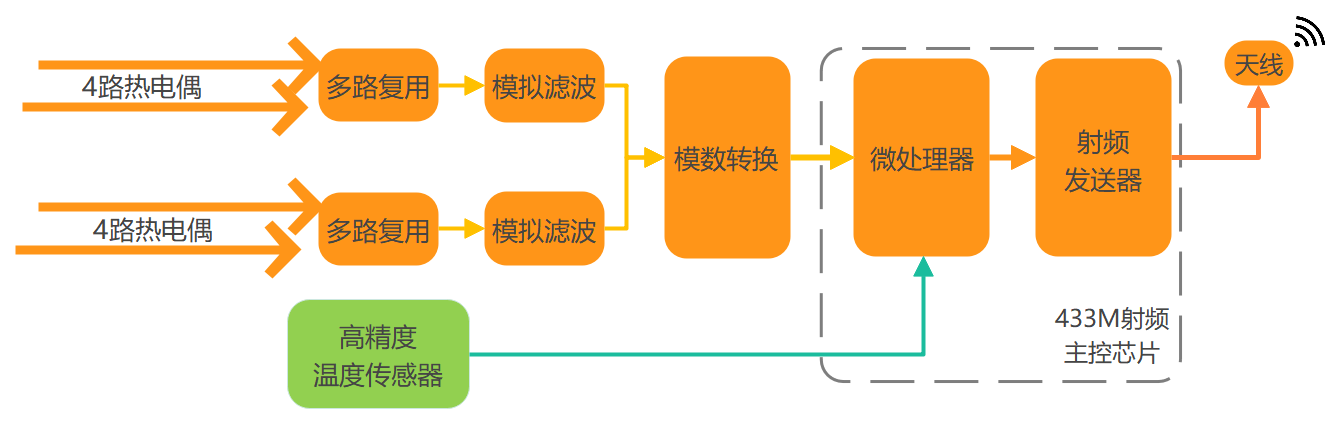 4路热电偶
多路复用
模拟滤波
4路热电偶
多路复用
模拟滤波
模数转换
微处理器
射频
发送器
天线
高精度
温度传感器
433M射频
主控芯片